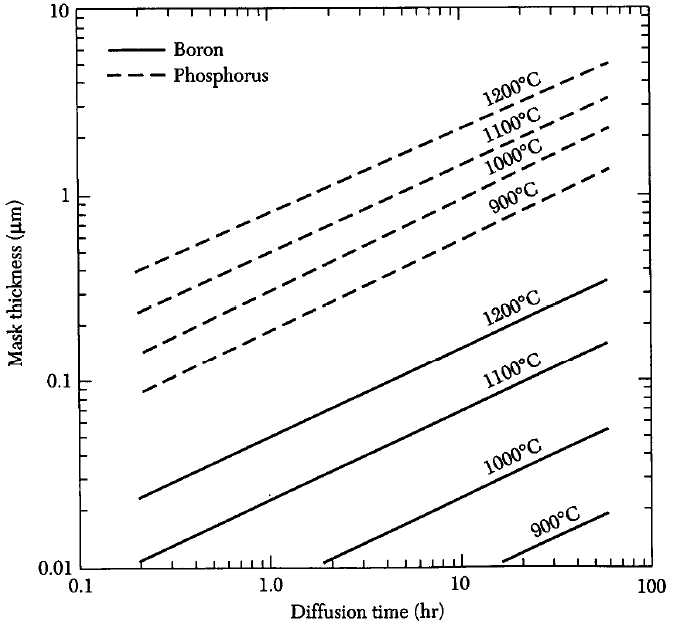 10
Boron
Phosphorus
1200°C
1100°C
1000°C
1
900°C
Mask thickness (μm)
1200°C
0.1
1100°C
1000°C
900°C
0.01
0.1
1.0
10
100
Diffusion time (hr)